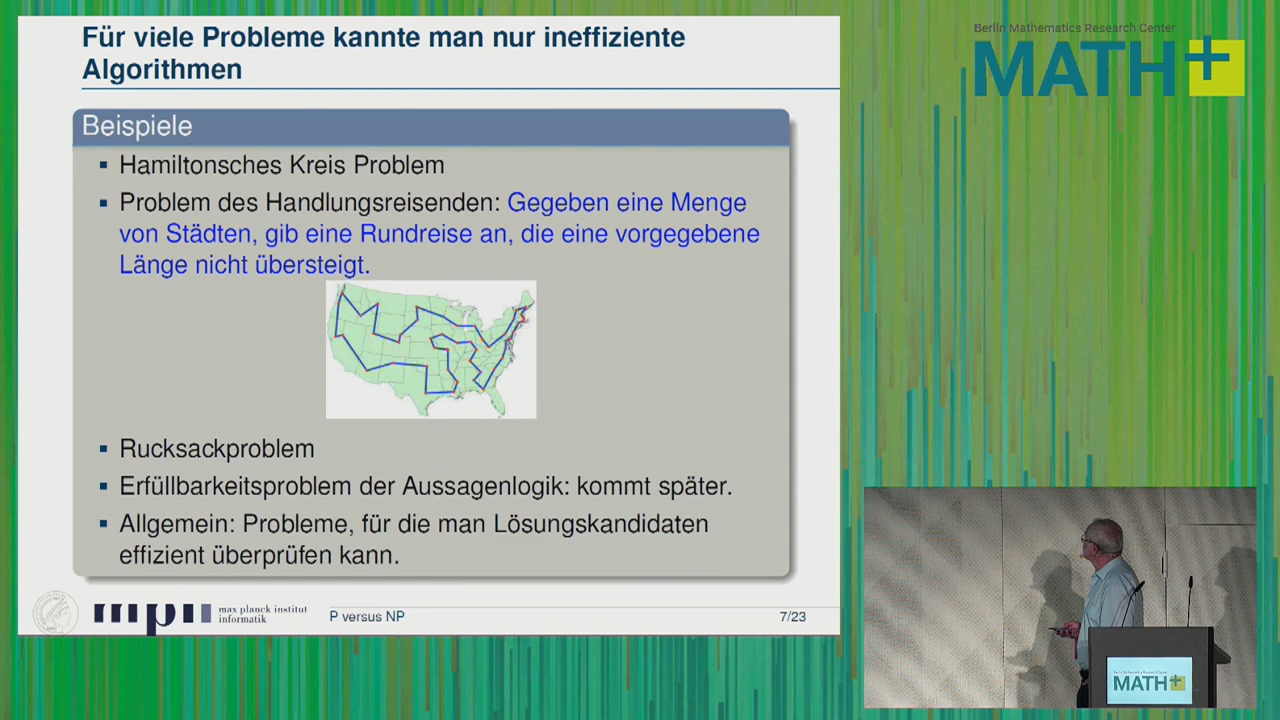 Für viele Probleme kannte man nur ineffiziente
Algorithmen
Beispiele
Hamiltonsches Kreis Problem
Problem des Handlungsreisenden: Gegeben eine Menge
von Städten, gib eine Rundreise an, die eine vorgegebene
Länge nicht übersteigt.
Rucksackproblem
Erfüllbarkeitsproblem der Aussagenlogik: kommt später.
Allgemein: Probleme, für die man Lösungskandidaten
effizient überprüfen kann.
max planck institut
informatik
P versus NP
7/23
Berlin Mathematics Research Center
MATH+
MATH+